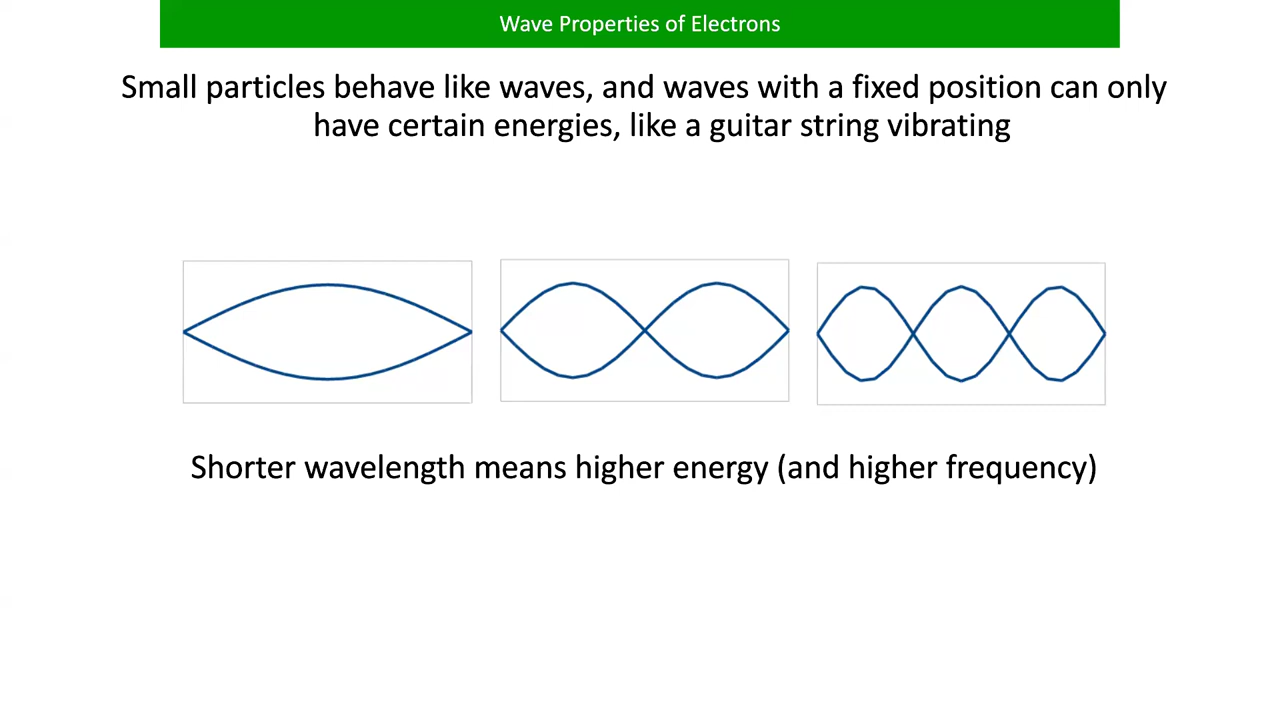 Wave Properties of Electrons
Small particles behave like waves, and waves with a fixed position can only
have certain energies, like a guitar string vibrating
Shorter wavelength means higher energy (and higher frequency)